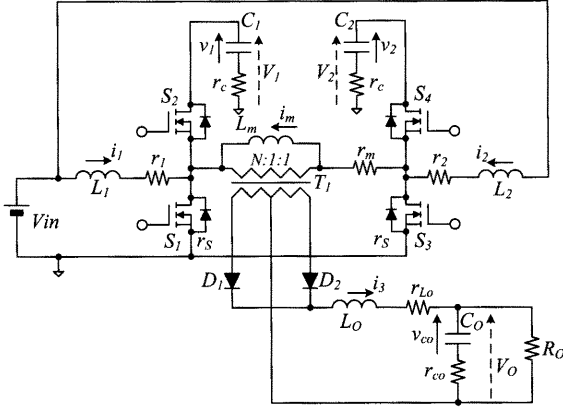 C1 C2
v1 V1 V2 v2
rc rc
S2 S4
Lm im
i1 N:1:1 rm i2
L1 r1 T1 r2 L2
Vin
S1 rS rS S3
D1 D2
i3 rLo
LO
vco CO VO RO
rco